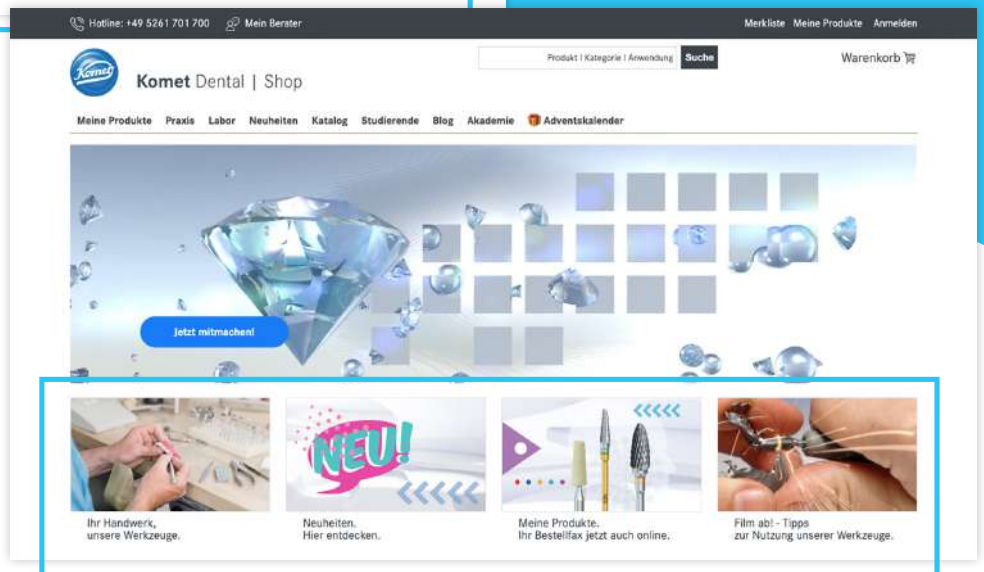 Hotline: +49 5261 701 700 Mein Berater Merkliste Meine Produkte Anmelden
Komet
Komet Dental | Shop
Produkt | Kategorie | Anwendung Suche Warenkorb
Meine Produkte Praxis Labor Neuheiten Katalog Studierende Blog Akademie Adventskalender
Jetzt mitmachen!
NEU!
Ihr Handwerk,
unsere Werkzeuge.
Neuheiten.
Hier entdecken.
Meine Produkte.
Ihr Bestellfax jetzt auch online.
Film ab! - Tipps
zur Nutzung unserer Werkzeuge.